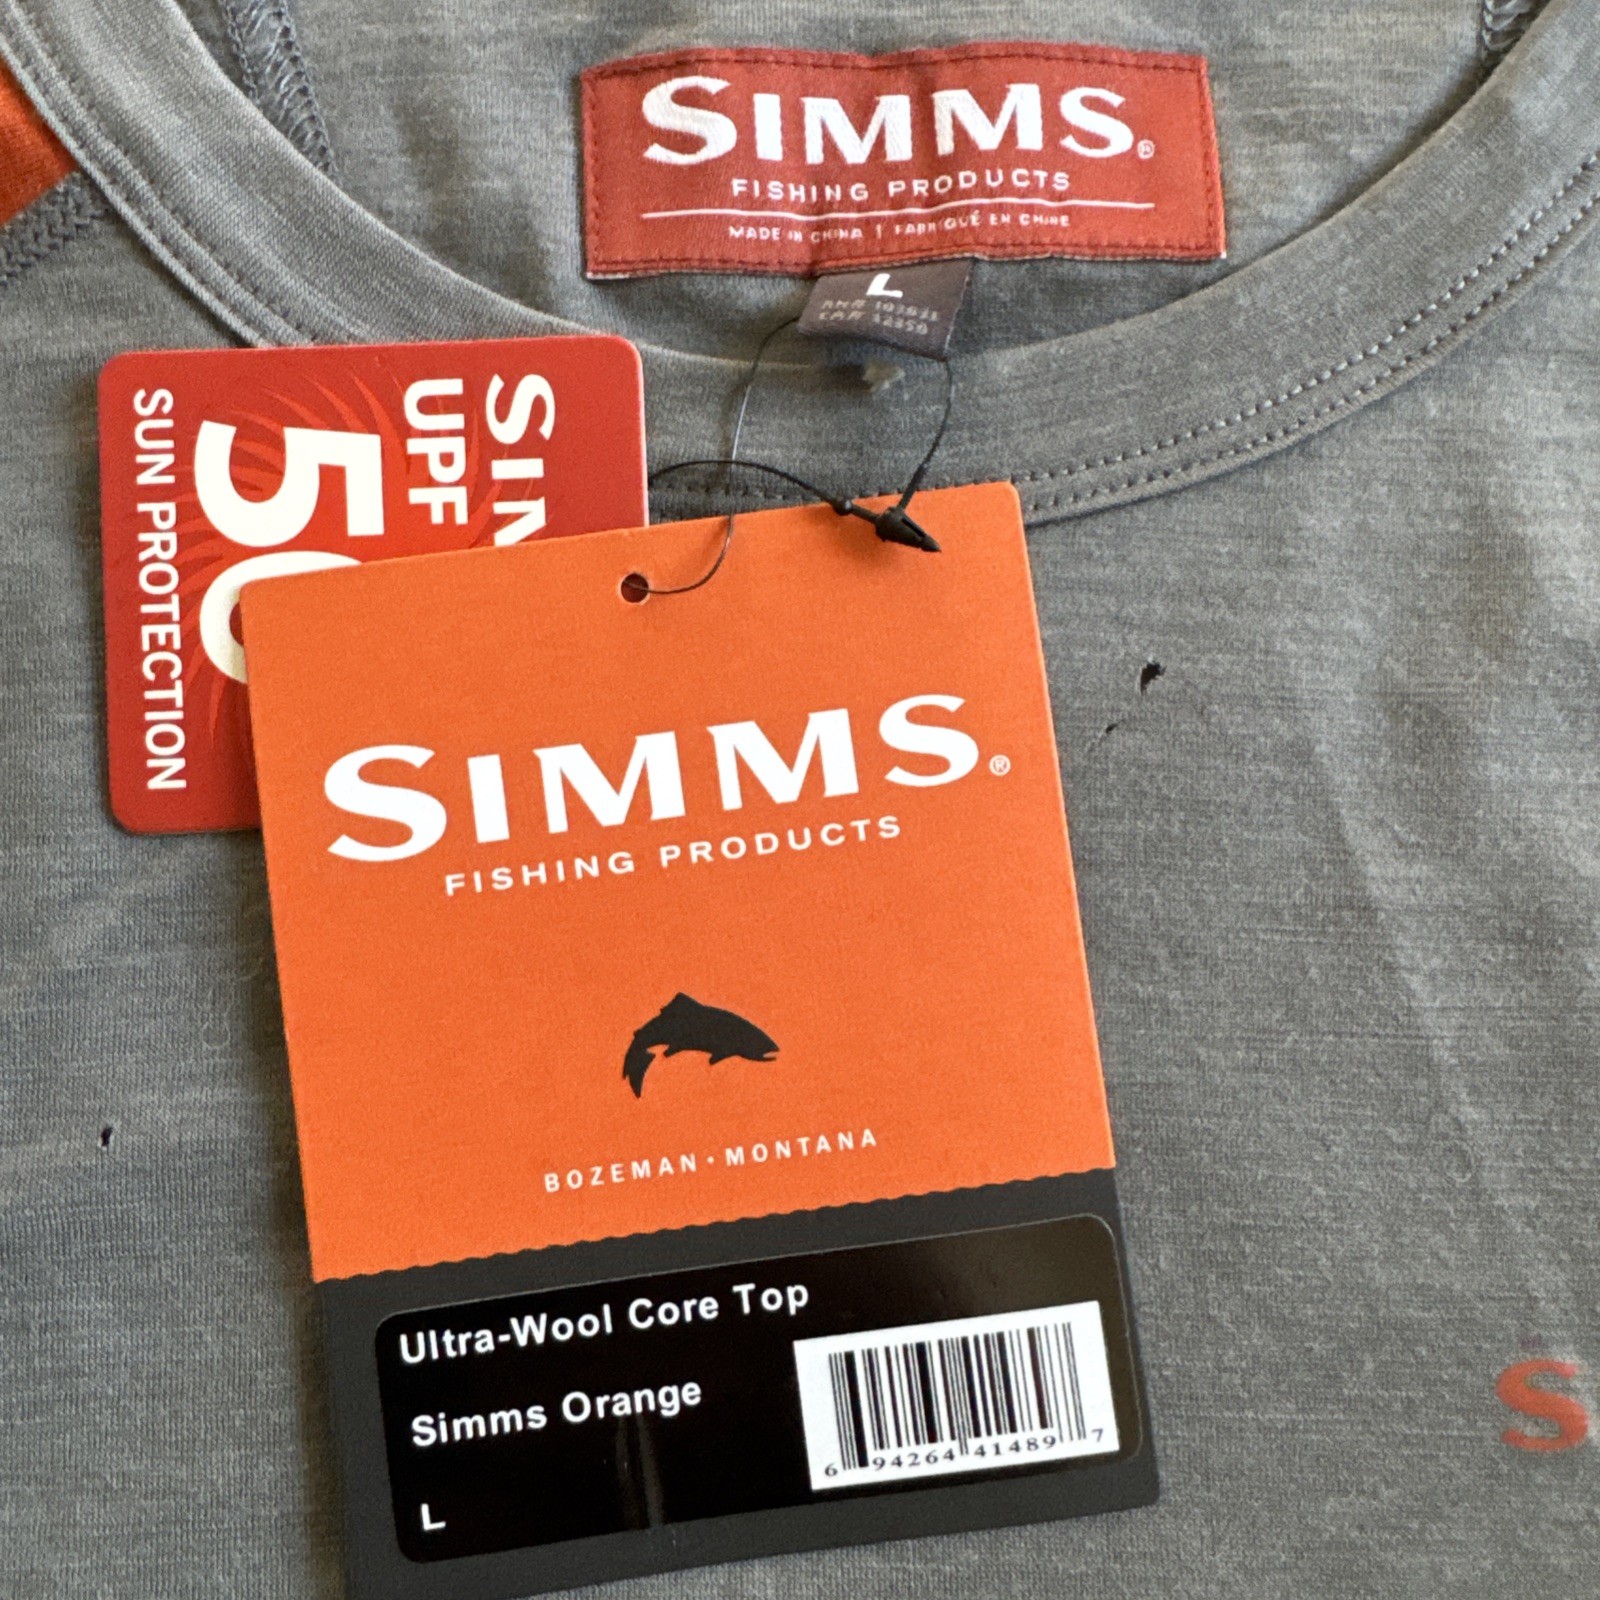 SIMMS®
FISHING PRODUCTS
MADE IN CHINA | FABRIQUÉ EN CHINE
L
UPF
50
SUN PROTECTION
SIMMS®
FISHING PRODUCTS
BOZEMAN · MONTANA
Ultra-Wool Core Top
Simms Orange
L
6 94264 41489 7
S